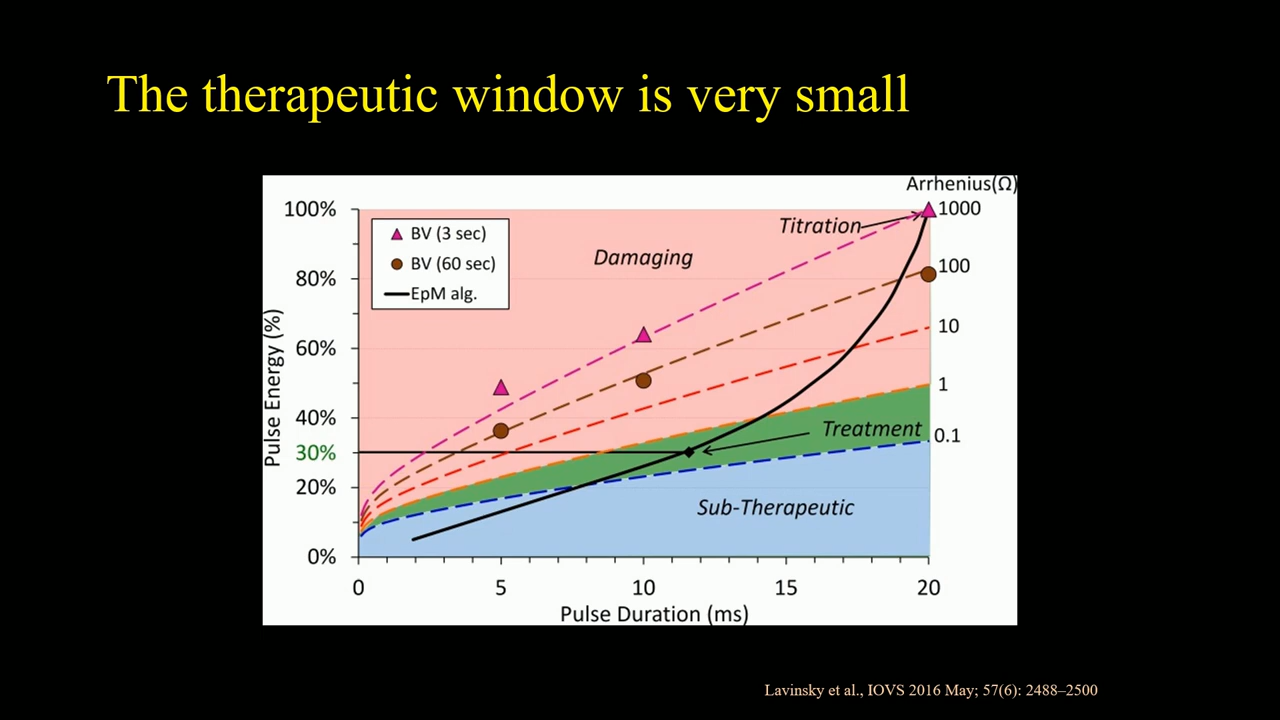 The therapeutic window is very small
Arrhenius(Ω)
100%
80%
60%
40%
30%
20%
0%
Pulse Energy (%)
BV (3 sec)
BV (60 sec)
EpM alg.
Damaging
Titration
Treatment
Sub-Therapeutic
1000
100
10
1
0.1
0
5
10
15
20
Pulse Duration (ms)
Lavinsky et al., IOVS 2016 May; 57(6): 2488–2500